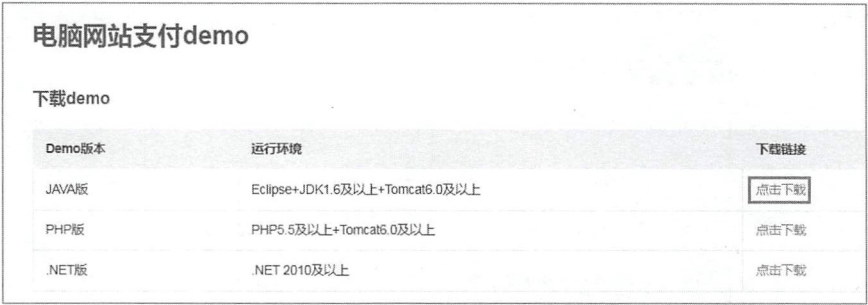 电脑网站支付demo
下载demo
Demo版本 运行环境 下载链接
JAVA版 Eclipse+JDK1.6及以上+Tomcat6.0及以上 点击下载
PHP版 PHP5.5及以上+Tomcat6.0及以上 点击下载
.NET版 .NET 2010及以上 点击下载